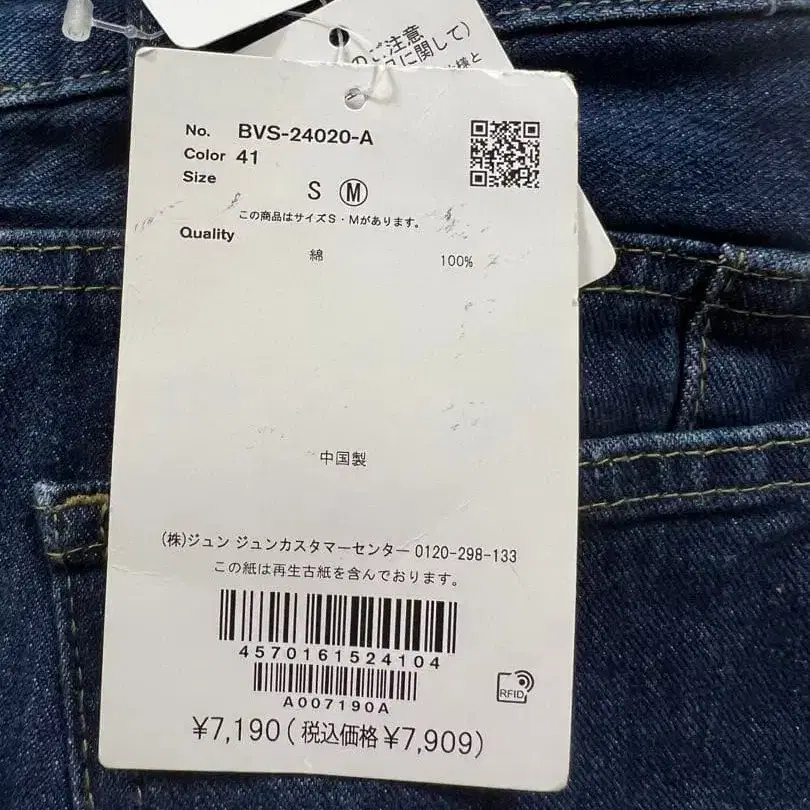 のご注意
に関して)
様と
No. BVS-24020-A
Color 41
Size
S Ⓜ
この商品はサイズS・Mがあります。
Quality
綿 100%
中国製
(株)ジュン ジュンカスタマーセンター 0120-298-133
この紙は再生古紙を含んでおります。
4570161524104
A007190A
RFID
¥7,190(税込価格¥7,909)